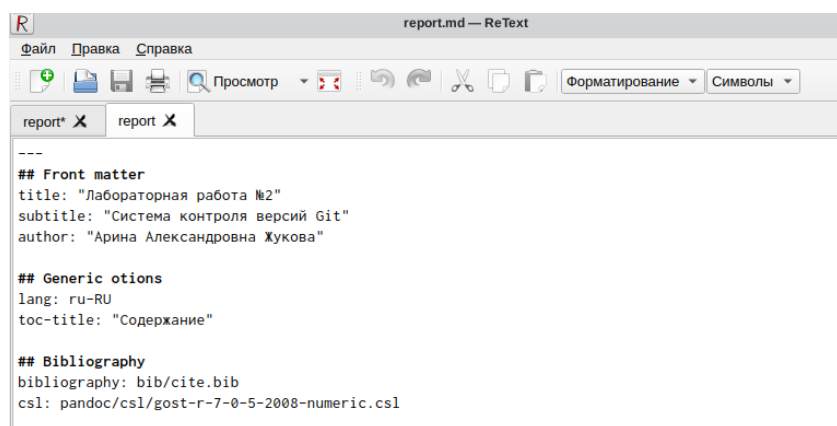 report.md — ReText
Файл Правка Справка
Просмотр Форматирование Символы
report* report
---
## Front matter
title: "Лабораторная работа №2"
subtitle: "Система контроля версий Git"
author: "Арина Александровна Жукова"
## Generic otions
lang: ru-RU
toc-title: "Содержание"
## Bibliography
bibliography: bib/cite.bib
csl: pandoc/csl/gost-r-7-0-5-2008-numeric.csl